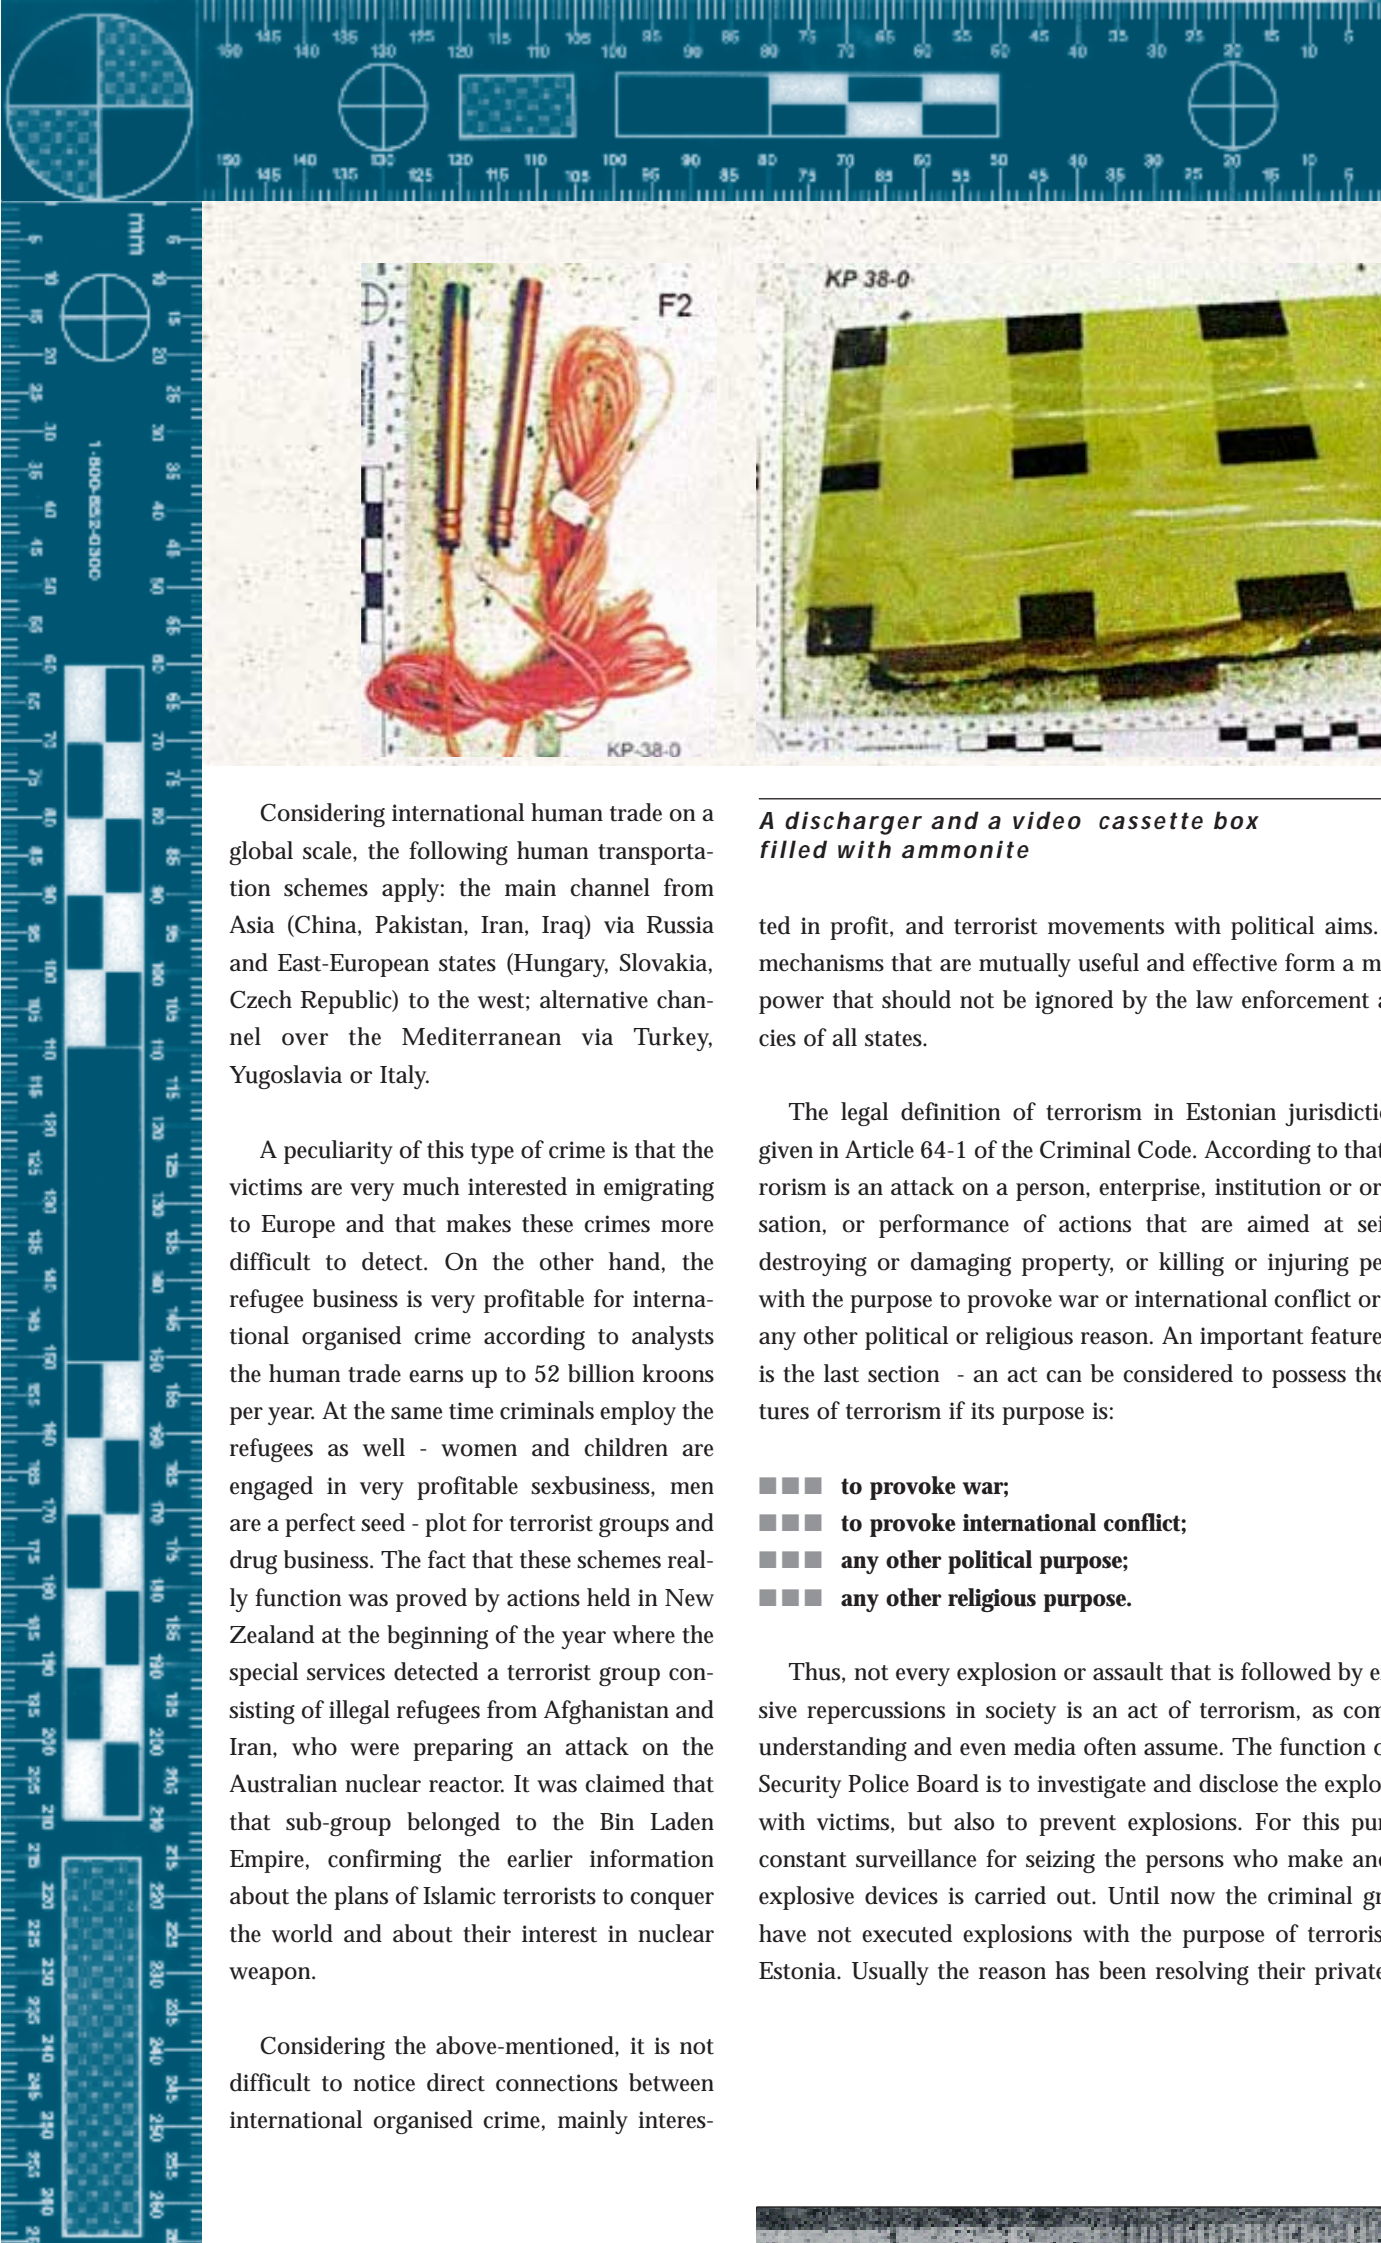 F2
KP-38-0
KP 38-0
mm
1-800-852-0300
Considering international human trade on a
global scale, the following human transporta-
tion schemes apply: the main channel from
Asia (China, Pakistan, Iran, Iraq) via Russia
and East-European states (Hungary, Slovakia,
Czech Republic) to the west; alternative chan-
nel over the Mediterranean via Turkey,
Yugoslavia or Italy.
A peculiarity of this type of crime is that the
victims are very much interested in emigrating
to Europe and that makes these crimes more
difficult to detect. On the other hand, the
refugee business is very profitable for interna-
tional organised crime according to analysts
the human trade earns up to 52 billion kroons
per year. At the same time criminals employ the
refugees as well - women and children are
engaged in very profitable sexbusiness, men
are a perfect seed - plot for terrorist groups and
drug business. The fact that these schemes real-
ly function was proved by actions held in New
Zealand at the beginning of the year where the
special services detected a terrorist group con-
sisting of illegal refugees from Afghanistan and
Iran, who were preparing an attack on the
Australian nuclear reactor. It was claimed that
that sub-group belonged to the Bin Laden
Empire, confirming the earlier information
about the plans of Islamic terrorists to conquer
the world and about their interest in nuclear
weapon.
Considering the above-mentioned, it is not
difficult to notice direct connections between
international organised crime, mainly interes-
A discharger and a video cassette box
filled with ammonite
ted in profit, and terrorist movements with political aims.
mechanisms that are mutually useful and effective form a m
power that should not be ignored by the law enforcement a
cies of all states.
The legal definition of terrorism in Estonian jurisdicti
given in Article 64-1 of the Criminal Code. According to that
rorism is an attack on a person, enterprise, institution or or
sation, or performance of actions that are aimed at sei
destroying or damaging property, or killing or injuring pe
with the purpose to provoke war or international conflict or
any other political or religious reason. An important feature
is the last section - an act can be considered to possess the
tures of terrorism if its purpose is:
to provoke war;
to provoke international conflict;
any other political purpose;
any other religious purpose.
Thus, not every explosion or assault that is followed by e
sive repercussions in society is an act of terrorism, as com
understanding and even media often assume. The function o
Security Police Board is to investigate and disclose the explo
with victims, but also to prevent explosions. For this pur
constant surveillance for seizing the persons who make and
explosive devices is carried out. Until now the criminal gr
have not executed explosions with the purpose of terroris
Estonia. Usually the reason has been resolving their private